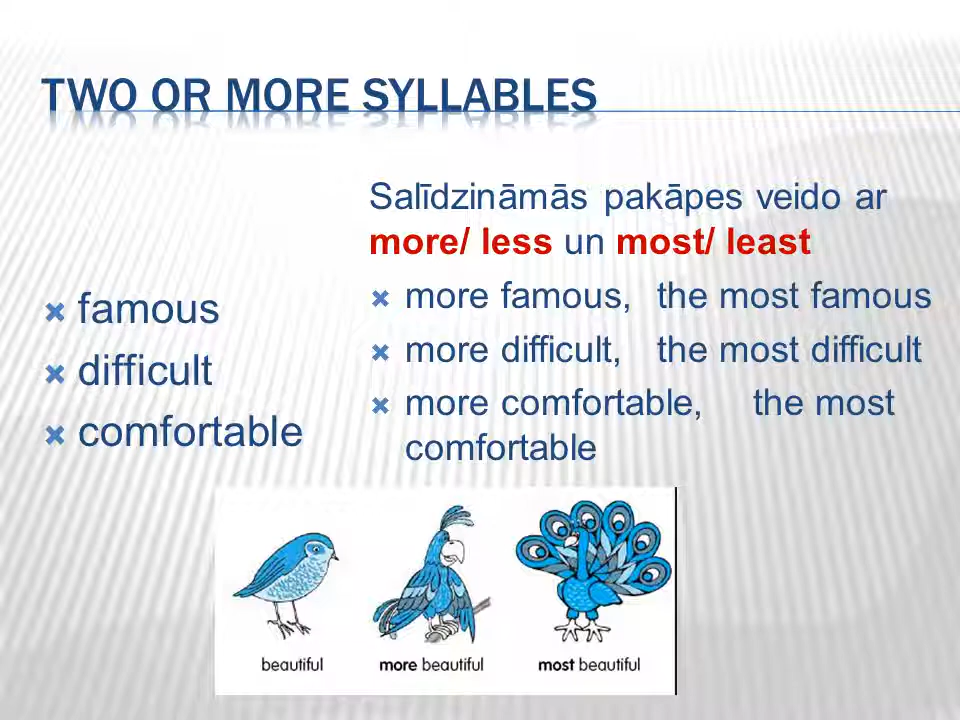 TWO OR MORE SYLLABLES
famous
difficult
comfortable
Salīdzināmās pakāpes veido ar
more/ less un most/ least
more famous, the most famous
more difficult, the most difficult
more comfortable, the most
comfortable
beautiful
more beautiful
most beautiful